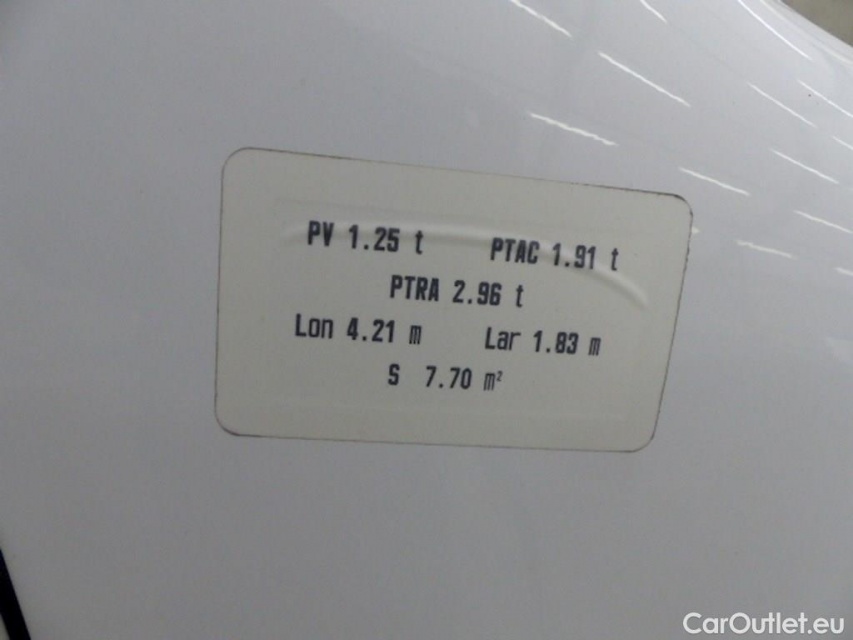 PV 1.25 t PTAC 1.91 t
PTRA 2.96 t
Lon 4.21 m Lar 1.83 m
S 7.70 m²
CarOutlet.eu